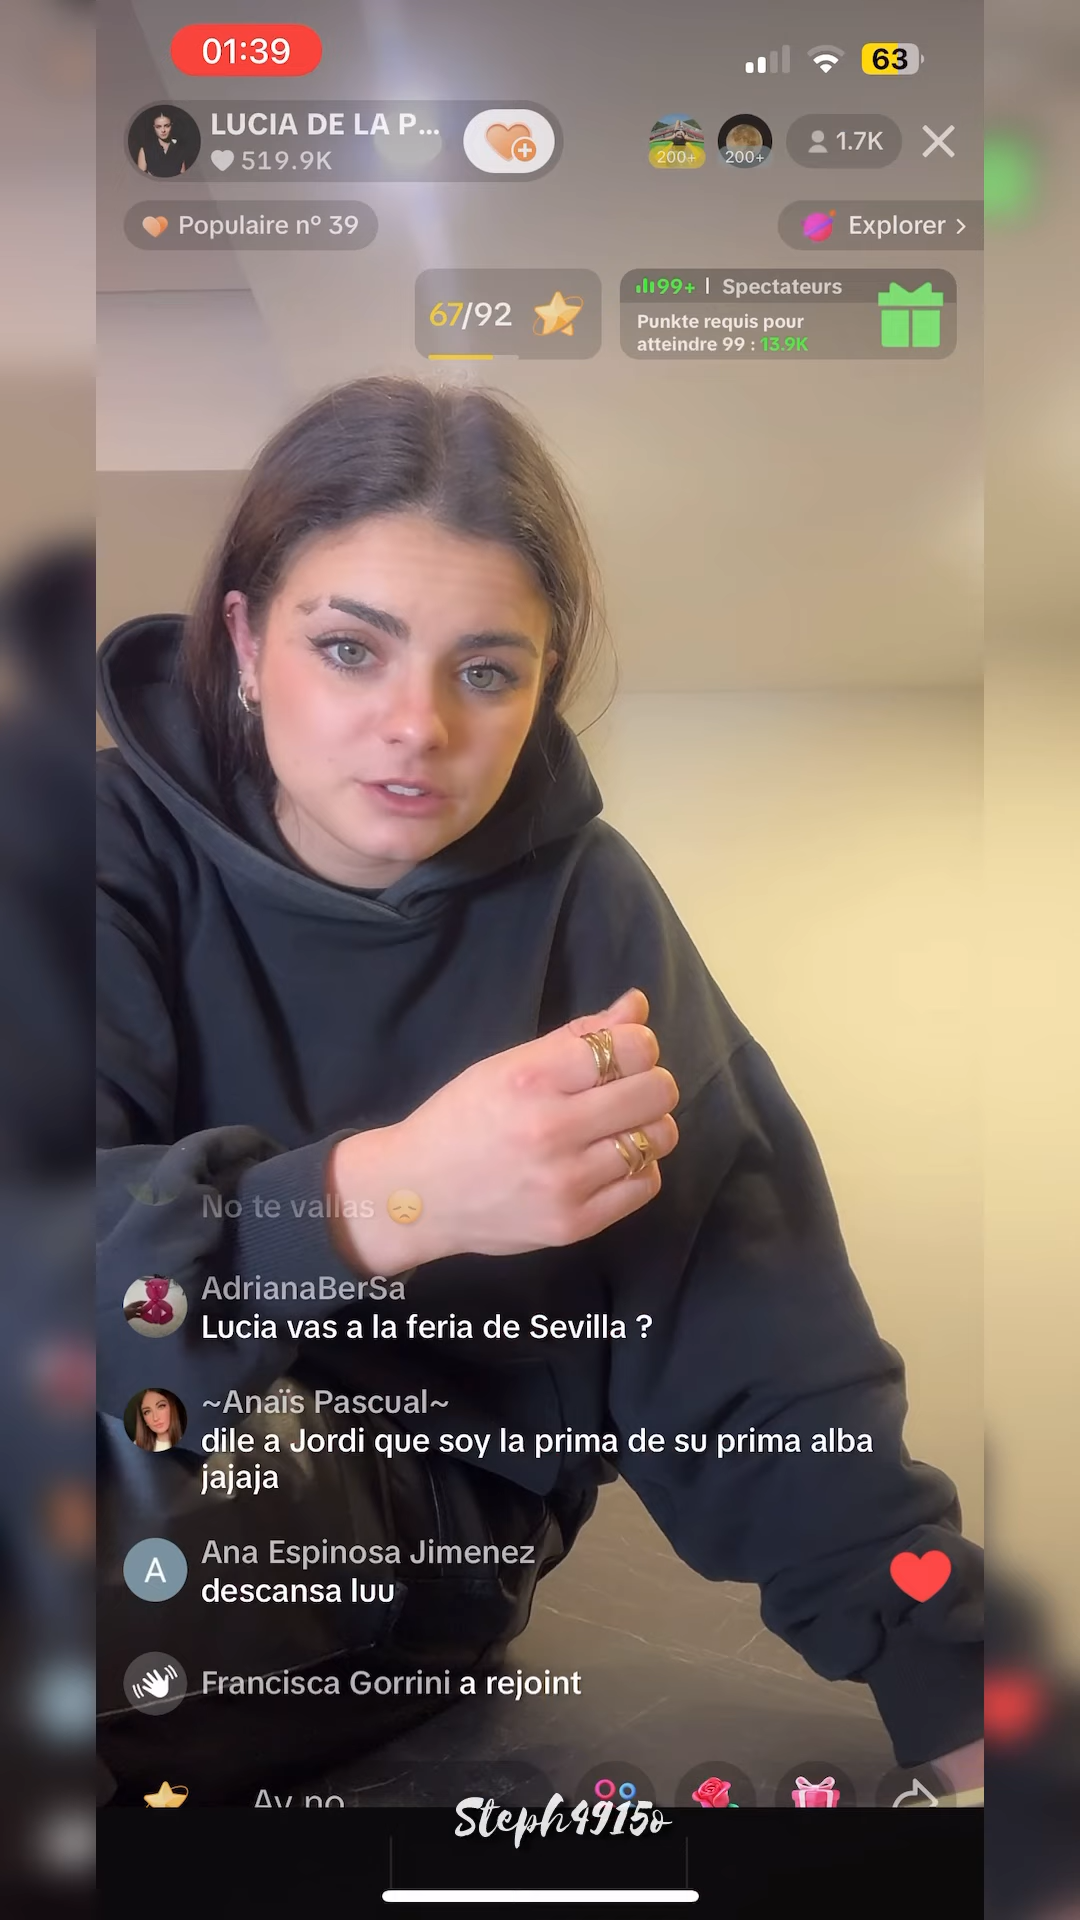 01:39
63
LUCIA DE LA P...
519.9K
200+
200+
1.7K
Populaire n° 39
Explorer >
67/92
99+ | Spectateurs
Punkte requis pour
atteindre 99 : 13.9K
No te vallas 😞
AdrianaBerSa
Lucia vas a la feria de Sevilla ?
~Anaïs Pascual~
dile a Jordi que soy la prima de su prima alba
jajaja
A
Ana Espinosa Jimenez
descansa luu
Francisca Gorrini a rejoint
Steph4915o